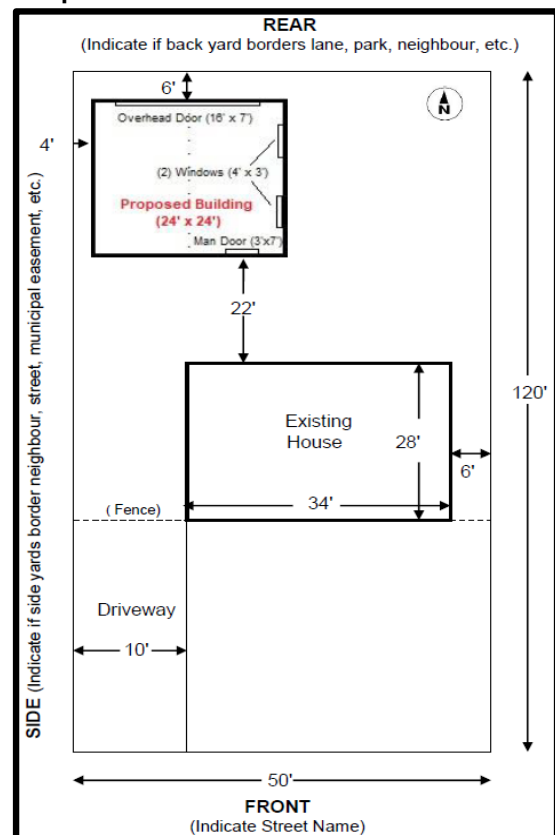 REAR
(Indicate if back yard borders lane, park, neighbour, etc.)
6'
N
Overhead Door (16' x 7')
4'
(2) Windows (4' x 3')
Proposed Building
(24' x 24')
Man Door (3'x7')
22'
SIDE (Indicate if side yards border neighbour, street, municipal easement, etc.)
120'
Existing
House
28'
6'
34'
( Fence)
Driveway
10'
50'
FRONT
(Indicate Street Name)